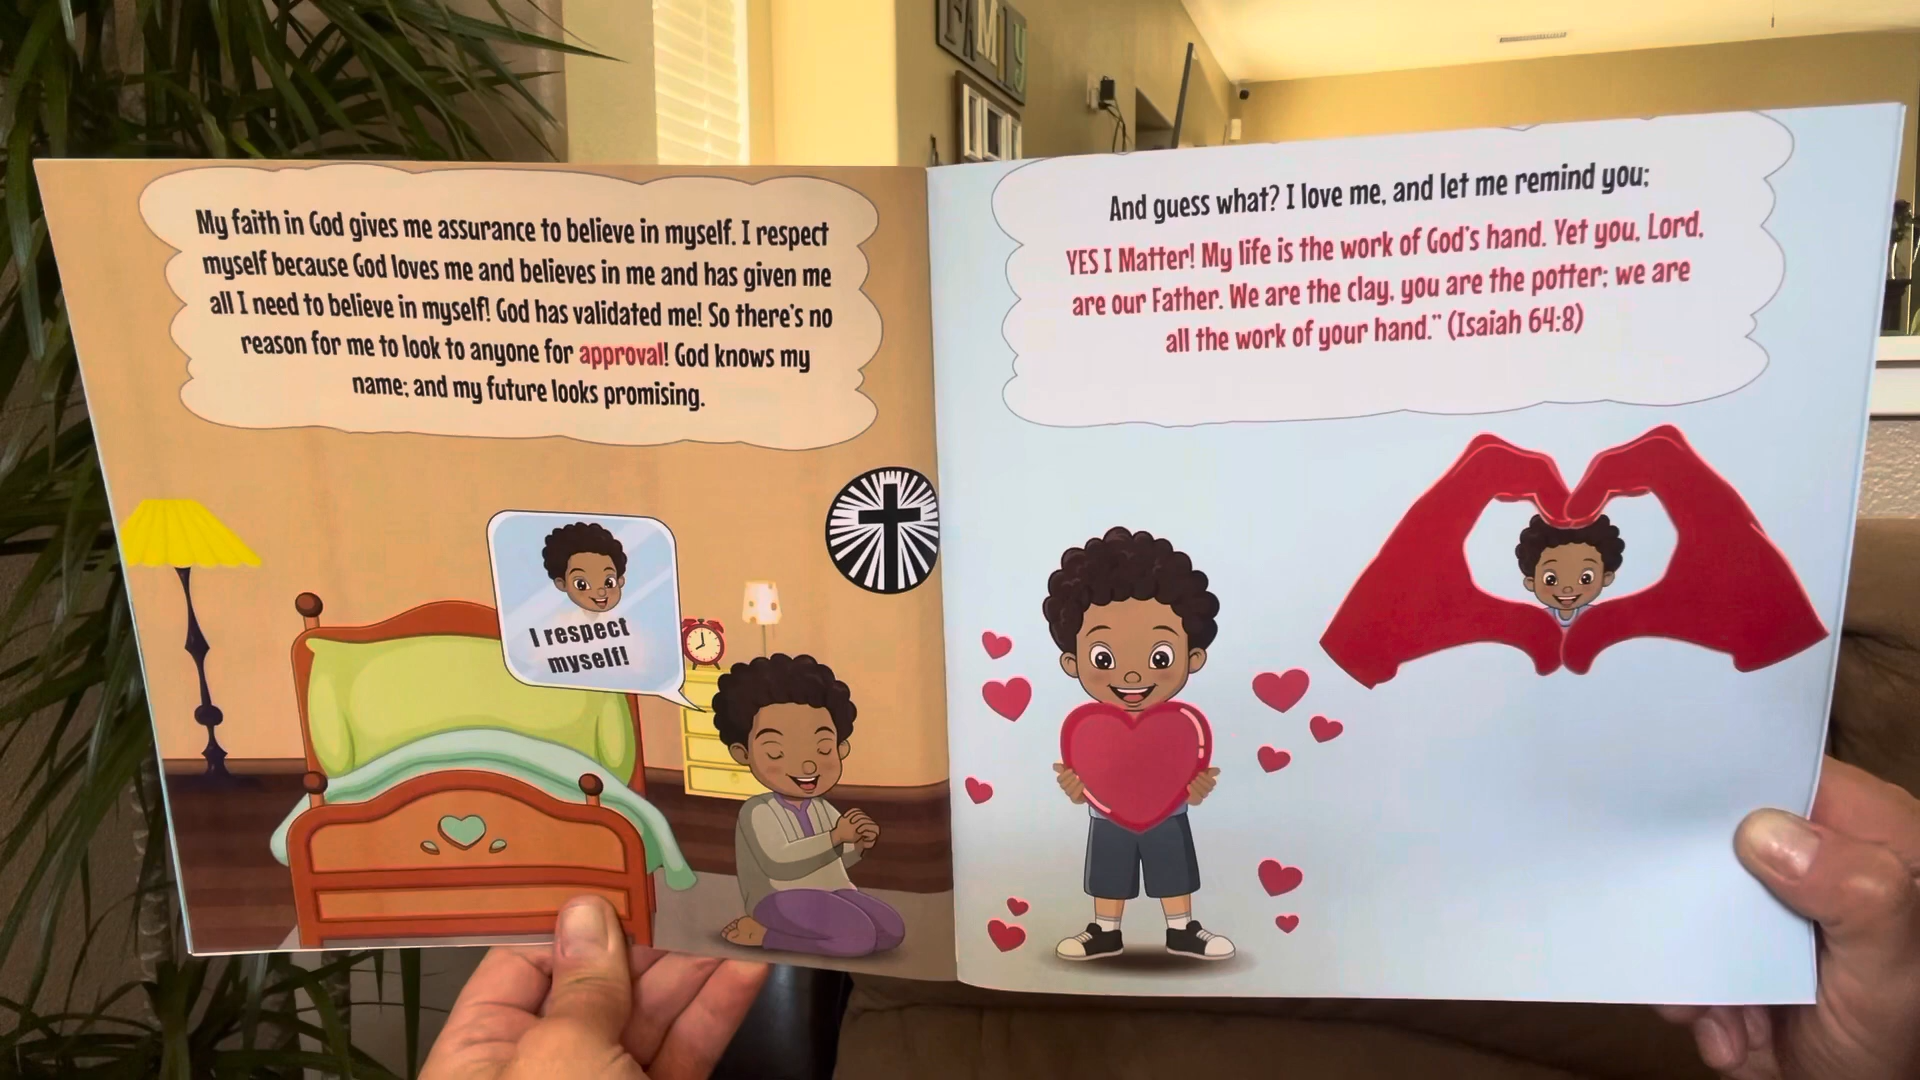 FAMILY
My faith in God gives me assurance to believe in myself. I respect
myself because God loves me and believes in me and has given me
all I need to believe in myself! God has validated me! So there's no
reason for me to look to anyone for approval! God knows my
name; and my future looks promising.
I respect
myself!
And guess what? I love me, and let me remind you;
YES I Matter! My life is the work of God's hand. Yet you, Lord,
are our Father. We are the clay, you are the potter; we are
all the work of your hand.” (Isaiah 64:8)